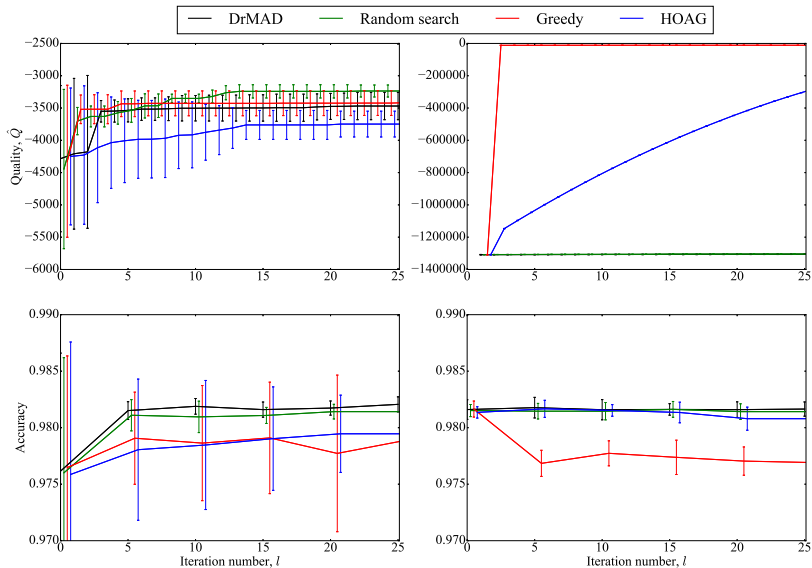 DrMAD Random search Greedy HOAG
Quality, Q̂
−2500
−3000
−3500
−4000
−4500
−5000
−5500
−6000
0 5 10 15 20 25
0
−200000
−400000
−600000
−800000
−1000000
−1200000
−1400000
0 5 10 15 20 25
Accuracy
0.990
0.985
0.980
0.975
0.970
0 5 10 15 20 25
Iteration number, l
0.990
0.985
0.980
0.975
0.970
0 5 10 15 20 25
Iteration number, l